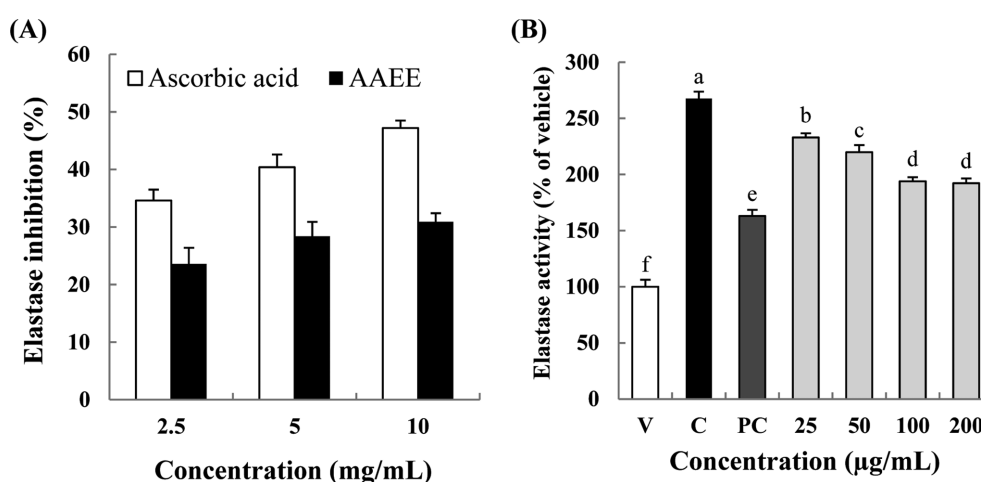 (A)
Elastase inhibition (%)
60
50
40
30
20
10
0
Ascorbic acid
AAEE
2.5 5 10
Concentration (mg/mL)
(B)
Elastase activity (% of vehicle)
300
250
200
150
100
50
0
f a e b c d d
V C PC 25 50 100 200
Concentration (μg/mL)